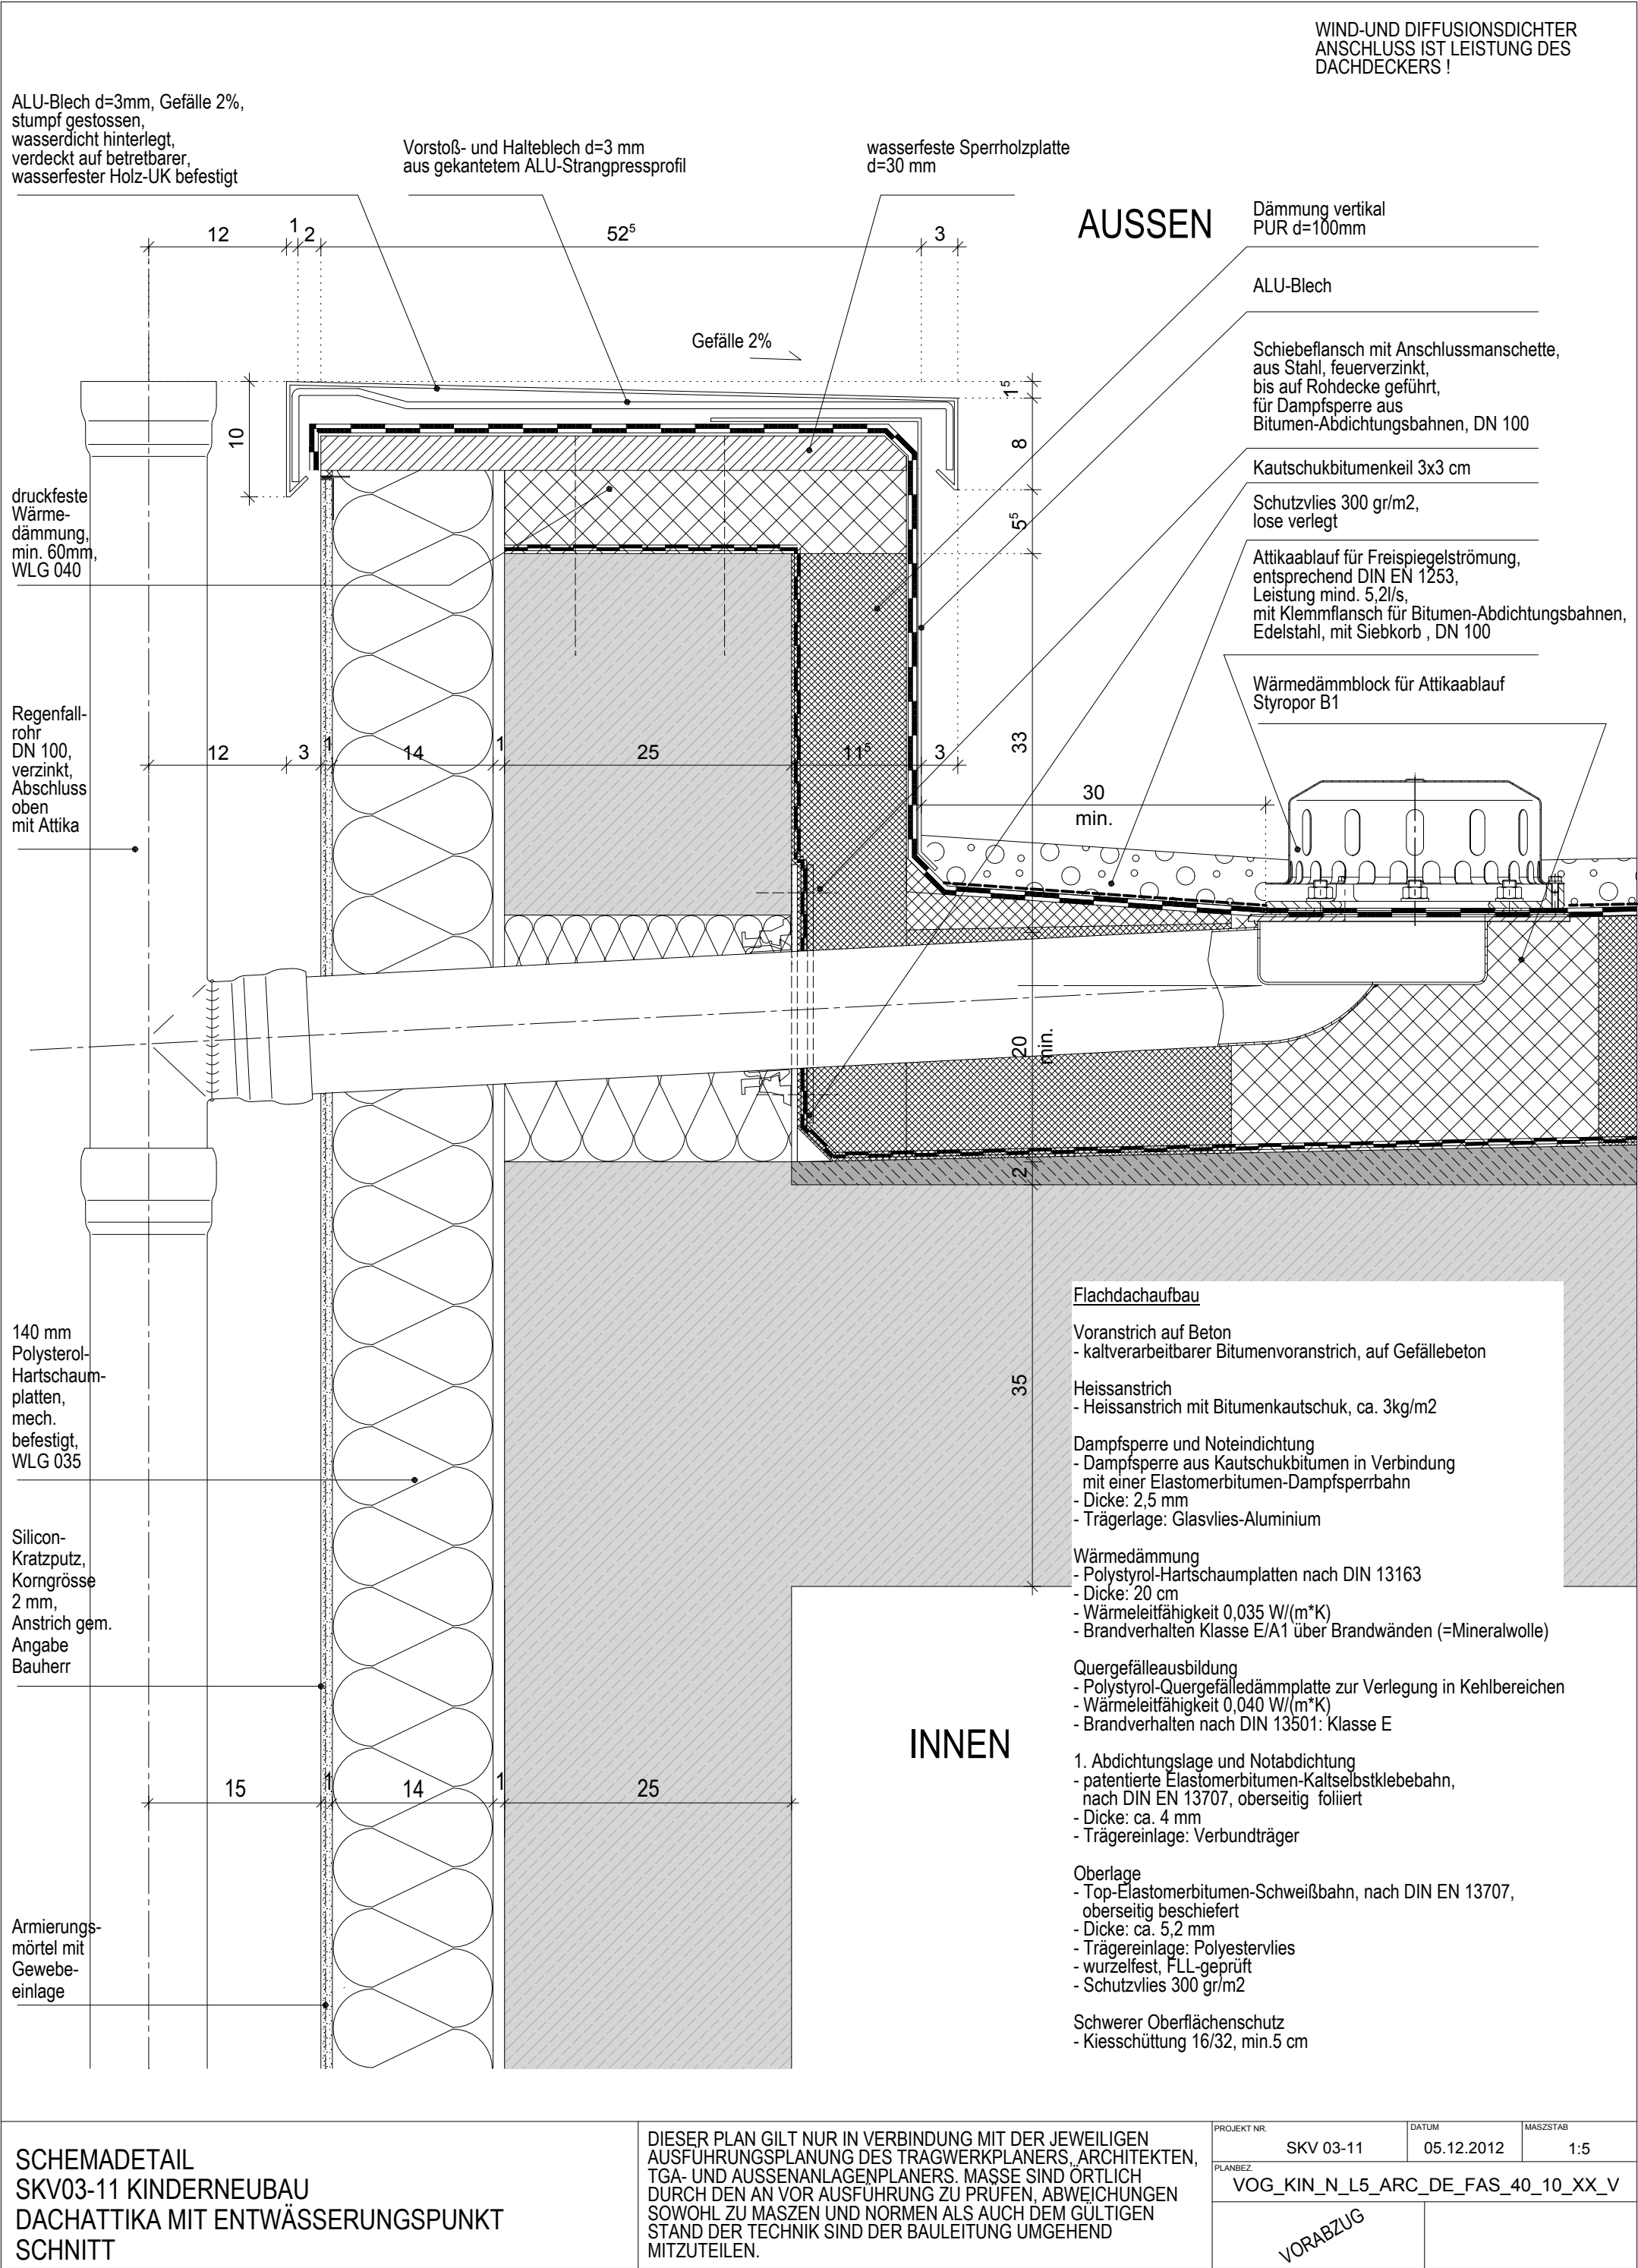 WIND-UND DIFFUSIONSDICHTER
ANSCHLUSS IST LEISTUNG DES
DACHDECKERS !
ALU-Blech d=3mm, Gefälle 2%,
stumpf gestossen,
wasserdicht hinterlegt,
verdeckt auf betretbarer,
wasserfester Holz-UK befestigt
Vorstoß- und Halteblech d=3 mm
aus gekantetem ALU-Strangpressprofil
wasserfeste Sperrholzplatte
d=30 mm
AUSSEN
Dämmung vertikal
PUR d=100mm
12
1
2
52⁵
3
ALU-Blech
Gefälle 2%
Schiebeflansch mit Anschlussmanschette,
aus Stahl, feuerverzinkt,
bis auf Rohdecke geführt,
für Dampfsperre aus
Bitumen-Abdichtungsbahnen, DN 100
1⁵
10
8
Kautschukbitumenkeil 3x3 cm
druckfeste
Wärme-
dämmung,
min. 60mm,
WLG 040
Schutzvlies 300 gr/m2,
lose verlegt
5⁵
Attikaablauf für Freispiegelströmung,
entsprechend DIN EN 1253,
Leistung mind. 5,2l/s,
mit Klemmflansch für Bitumen-Abdichtungsbahnen,
Edelstahl, mit Siebkorb , DN 100
Wärmedämmblock für Attikaablauf
Styropor B1
Regenfall-
rohr
DN 100,
verzinkt,
Abschluss
oben
mit Attika
12
3
1
14
1
25
11⁵
3
33
30
min.
20
min.
2
35
140 mm
Polysterol-
Hartschaum-
platten,
mech.
befestigt,
WLG 035
Silicon-
Kratzputz,
Korngrösse
2 mm,
Anstrich gem.
Angabe
Bauherr
15
1
14
1
25
Armierungs-
mörtel mit
Gewebe-
einlage
INNEN
Flachdachaufbau
Voranstrich auf Beton
- kaltverarbeitbarer Bitumenvoranstrich, auf Gefällebeton
Heissanstrich
- Heissanstrich mit Bitumenkautschuk, ca. 3kg/m2
Dampfsperre und Noteindichtung
- Dampfsperre aus Kautschukbitumen in Verbindung
mit einer Elastomerbitumen-Dampfsperrbahn
- Dicke: 2,5 mm
- Trägerlage: Glasvlies-Aluminium
Wärmedämmung
- Polystyrol-Hartschaumplatten nach DIN 13163
- Dicke: 20 cm
- Wärmeleitfähigkeit 0,035 W/(m*K)
- Brandverhalten Klasse E/A1 über Brandwänden (=Mineralwolle)
Quergefälleausbildung
- Polystyrol-Quergefälledämmplatte zur Verlegung in Kehlbereichen
- Wärmeleitfähigkeit 0,040 W/(m*K)
- Brandverhalten nach DIN 13501: Klasse E
1. Abdichtungslage und Notabdichtung
- patentierte Elastomerbitumen-Kaltselbstklebebahn,
nach DIN EN 13707, oberseitig foliiert
- Dicke: ca. 4 mm
- Trägereinlage: Verbundträger
Oberlage
- Top-Elastomerbitumen-Schweißbahn, nach DIN EN 13707,
oberseitig beschiefert
- Dicke: ca. 5,2 mm
- Trägereinlage: Polyestervlies
- wurzelfest, FLL-geprüft
- Schutzvlies 300 gr/m2
Schwerer Oberflächenschutz
- Kiesschüttung 16/32, min.5 cm
SCHEMADETAIL
SKV03-11 KINDERNEUBAU
DACHATTIKA MIT ENTWÄSSERUNGSPUNKT
SCHNITT
DIESER PLAN GILT NUR IN VERBINDUNG MIT DER JEWEILIGEN
AUSFÜHRUNGSPLANUNG DES TRAGWERKPLANERS, ARCHITEKTEN,
TGA- UND AUSSENANLAGENPLANERS. MASSE SIND ÖRTLICH
DURCH DEN AN VOR AUSFÜHRUNG ZU PRÜFEN, ABWEICHUNGEN
SOWOHL ZU MASZEN UND NORMEN ALS AUCH DEM GÜLTIGEN
STAND DER TECHNIK SIND DER BAULEITUNG UMGEHEND
MITZUTEILEN.
PROJEKT NR.
SKV 03-11
DATUM
05.12.2012
MASZSTAB
1:5
PLANBEZ.
VOG_KIN_N_L5_ARC_DE_FAS_40_10_XX_V
VORABZUG